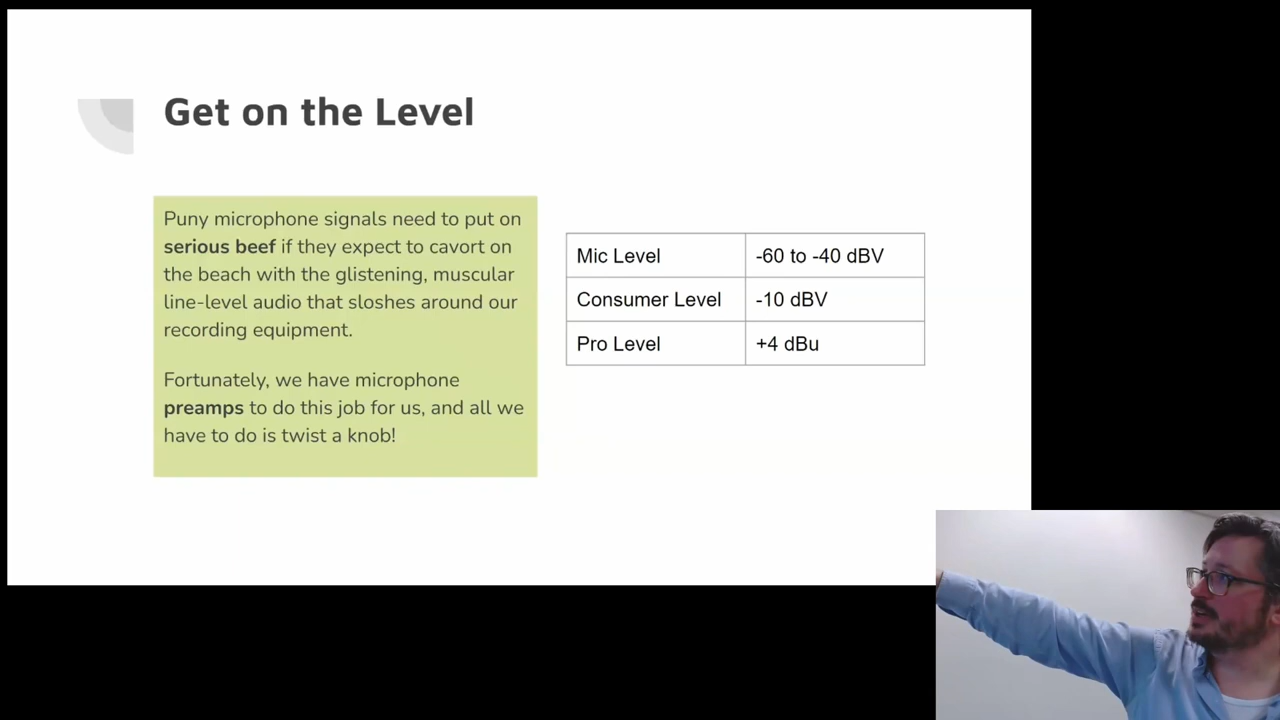 Get on the Level
Puny microphone signals need to put on
serious beef if they expect to cavort on
the beach with the glistening, muscular
line-level audio that sloshes around our
recording equipment.
Fortunately, we have microphone
preamps to do this job for us, and all we
have to do is twist a knob!
Mic Level -60 to -40 dBV
Consumer Level -10 dBV
Pro Level +4 dBu